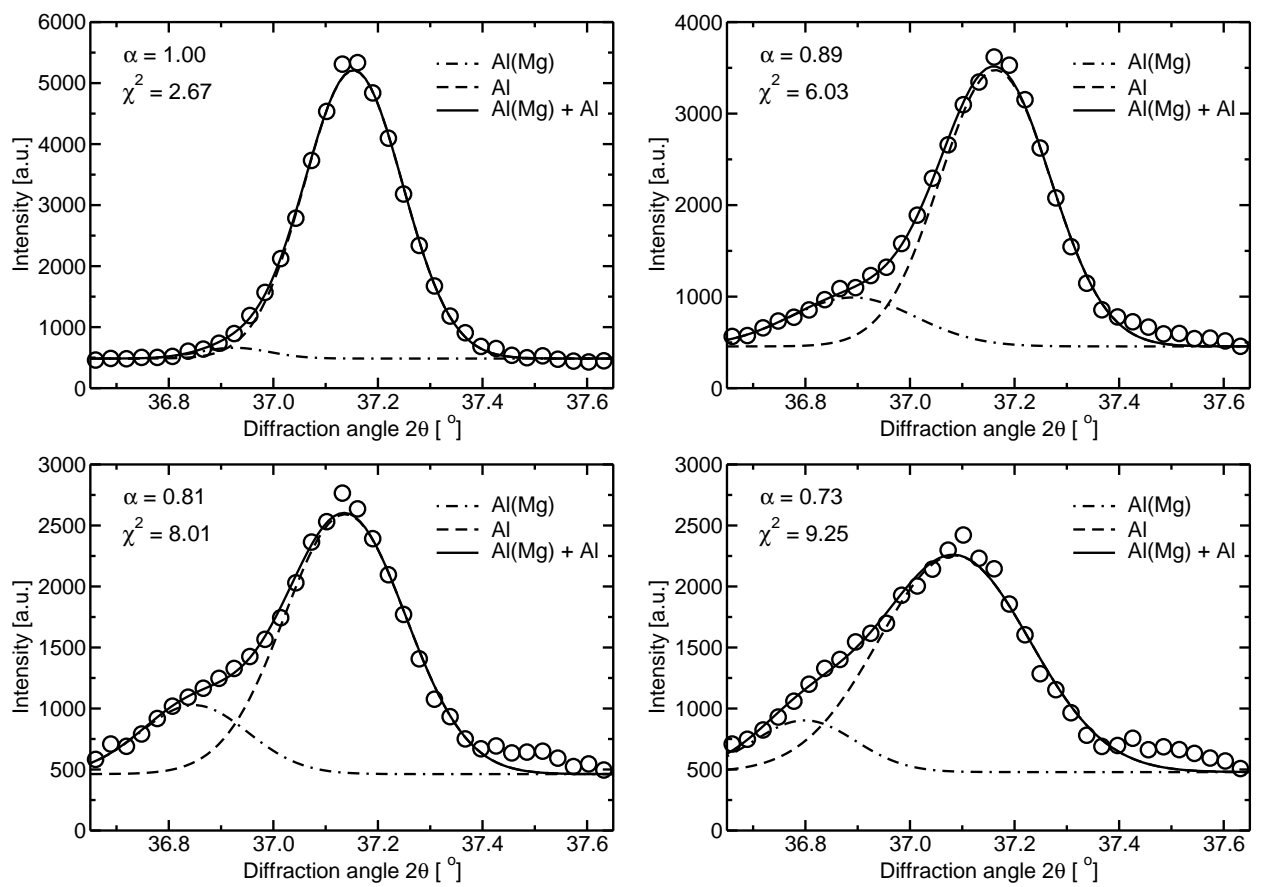 6000
5000
4000
3000
2000
1000
0
α = 1.00
χ² = 2.67
Al(Mg)
Al
Al(Mg) + Al
Intensity [a.u.]
36.8 37.0 37.2 37.4 37.6
Diffraction angle 2θ [ °]
4000
3000
2000
1000
0
α = 0.89
χ² = 6.03
Al(Mg)
Al
Al(Mg) + Al
Intensity [a.u.]
36.8 37.0 37.2 37.4 37.6
Diffraction angle 2θ [ °]
3000
2500
2000
1500
1000
500
0
α = 0.81
χ² = 8.01
Al(Mg)
Al
Al(Mg) + Al
Intensity [a.u.]
36.8 37.0 37.2 37.4 37.6
Diffraction angle 2θ [ °]
3000
2500
2000
1500
1000
500
0
α = 0.73
χ² = 9.25
Al(Mg)
Al
Al(Mg) + Al
Intensity [a.u.]
36.8 37.0 37.2 37.4 37.6
Diffraction angle 2θ [ °]